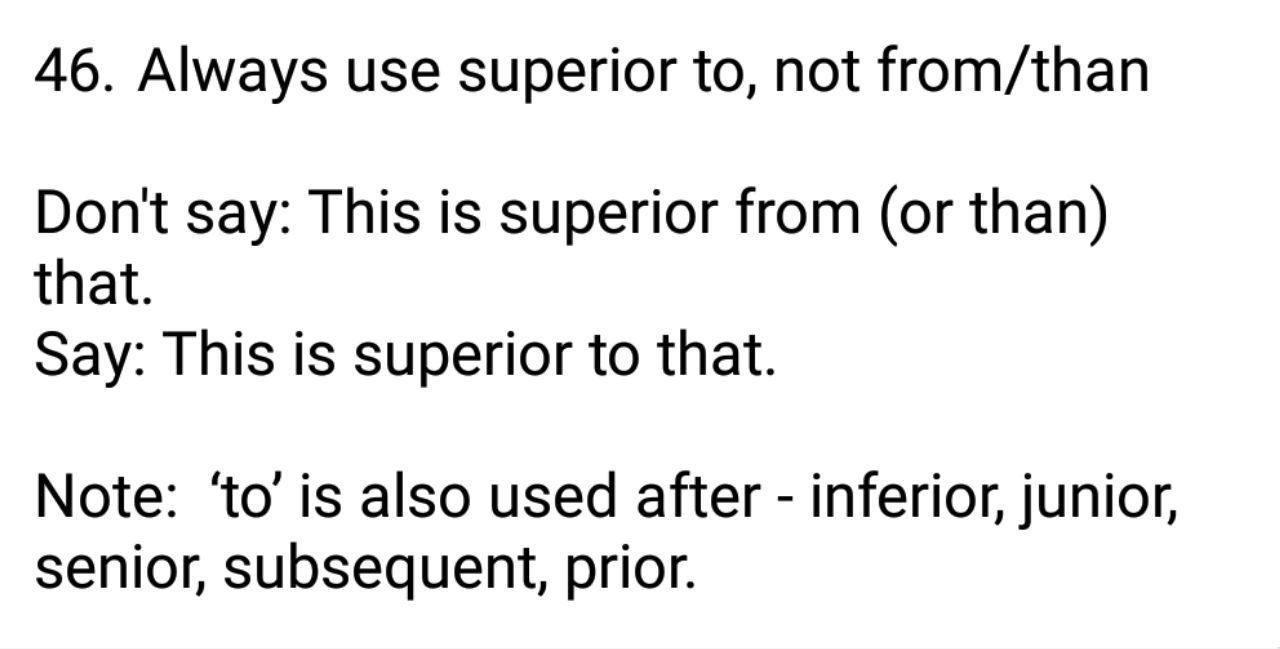 46. Always use superior to, not from/than
Don't say: This is superior from (or than)
that.
Say: This is superior to that.
Note:  ‘to’ is also used after - inferior, junior,
senior, subsequent, prior.